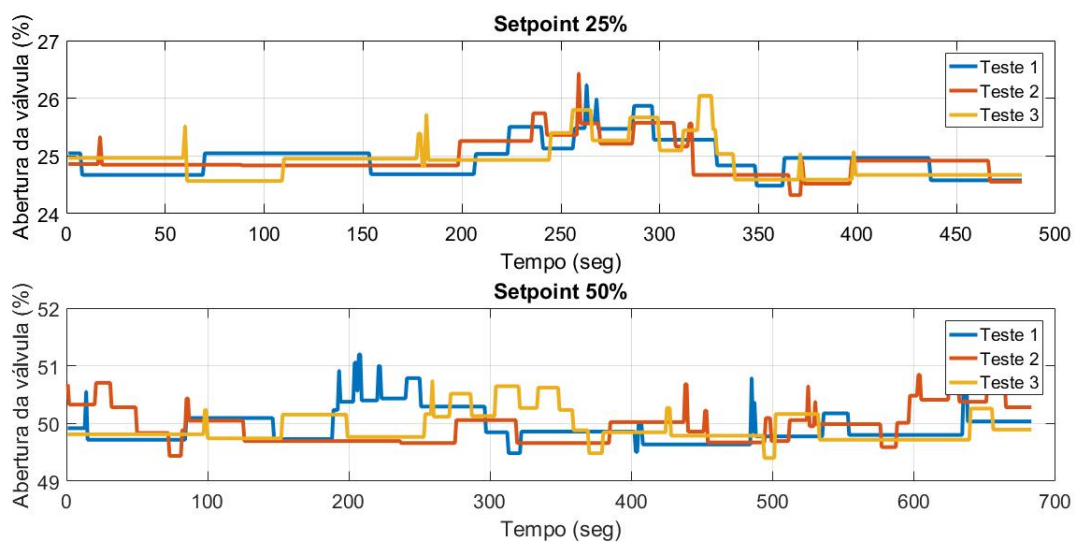 Setpoint 25%
Abertura da válvula (%)
27
26
25
24
Teste 1
Teste 2
Teste 3
0 50 100 150 200 250 300 350 400 450 500
Tempo (seg)
Setpoint 50%
Abertura da válvula (%)
52
51
50
49
Teste 1
Teste 2
Teste 3
0 100 200 300 400 500 600 700
Tempo (seg)